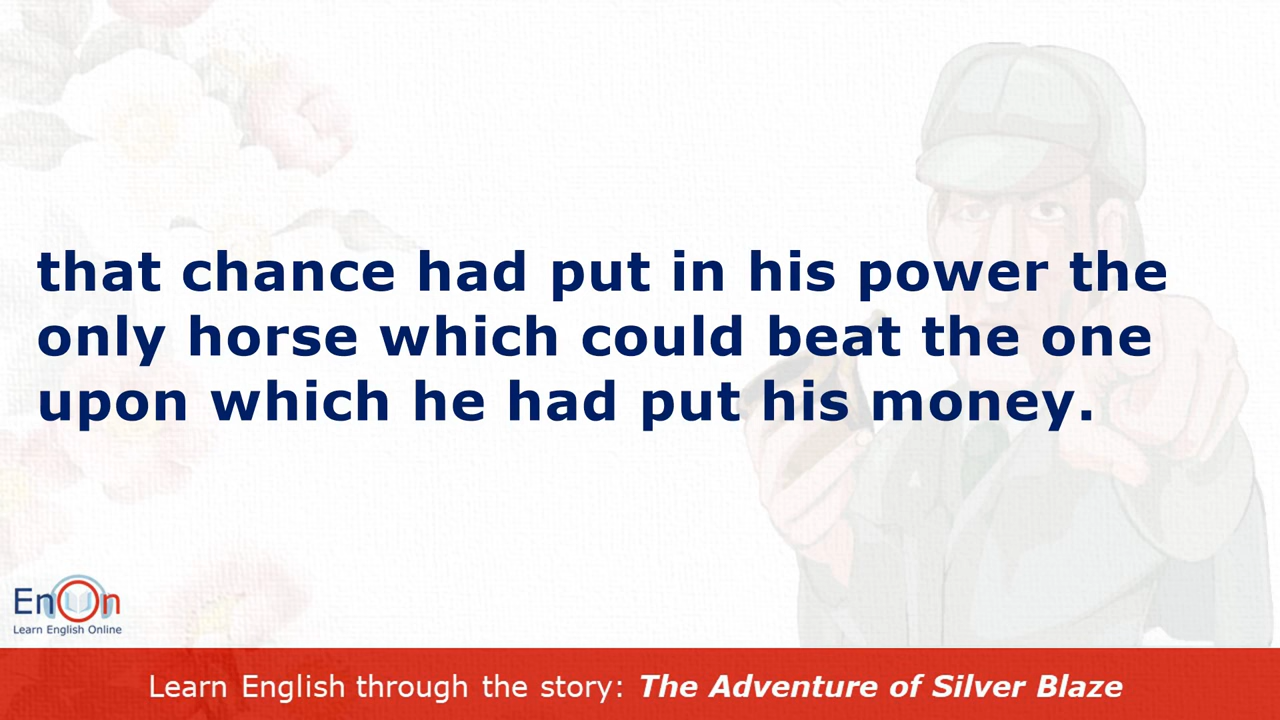 that chance had put in his power the
only horse which could beat the one
upon which he had put his money.
EnOn
Learn English Online
Learn English through the story: The Adventure of Silver Blaze